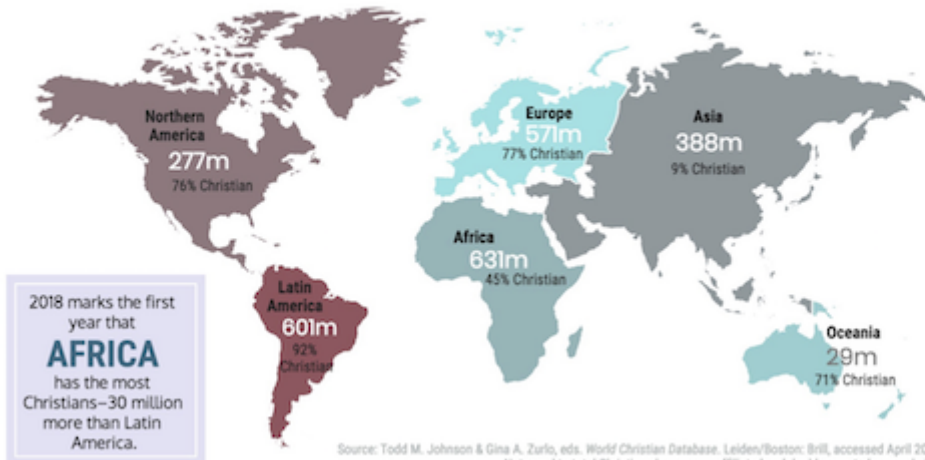 Northern
America
277m
76% Christian
Europe
571m
77% Christian
Asia
388m
9% Christian
Africa
631m
45% Christian
Latin
America
601m
92%
Christian
Oceania
29m
71% Christian
2018 marks the first
year that
AFRICA
has the most
Christians–30 million
more than Latin
America.
Source: Todd M. Johnson & Gina A. Zurlo, eds. World Christian Database. Leiden/Boston: Brill, accessed April 20